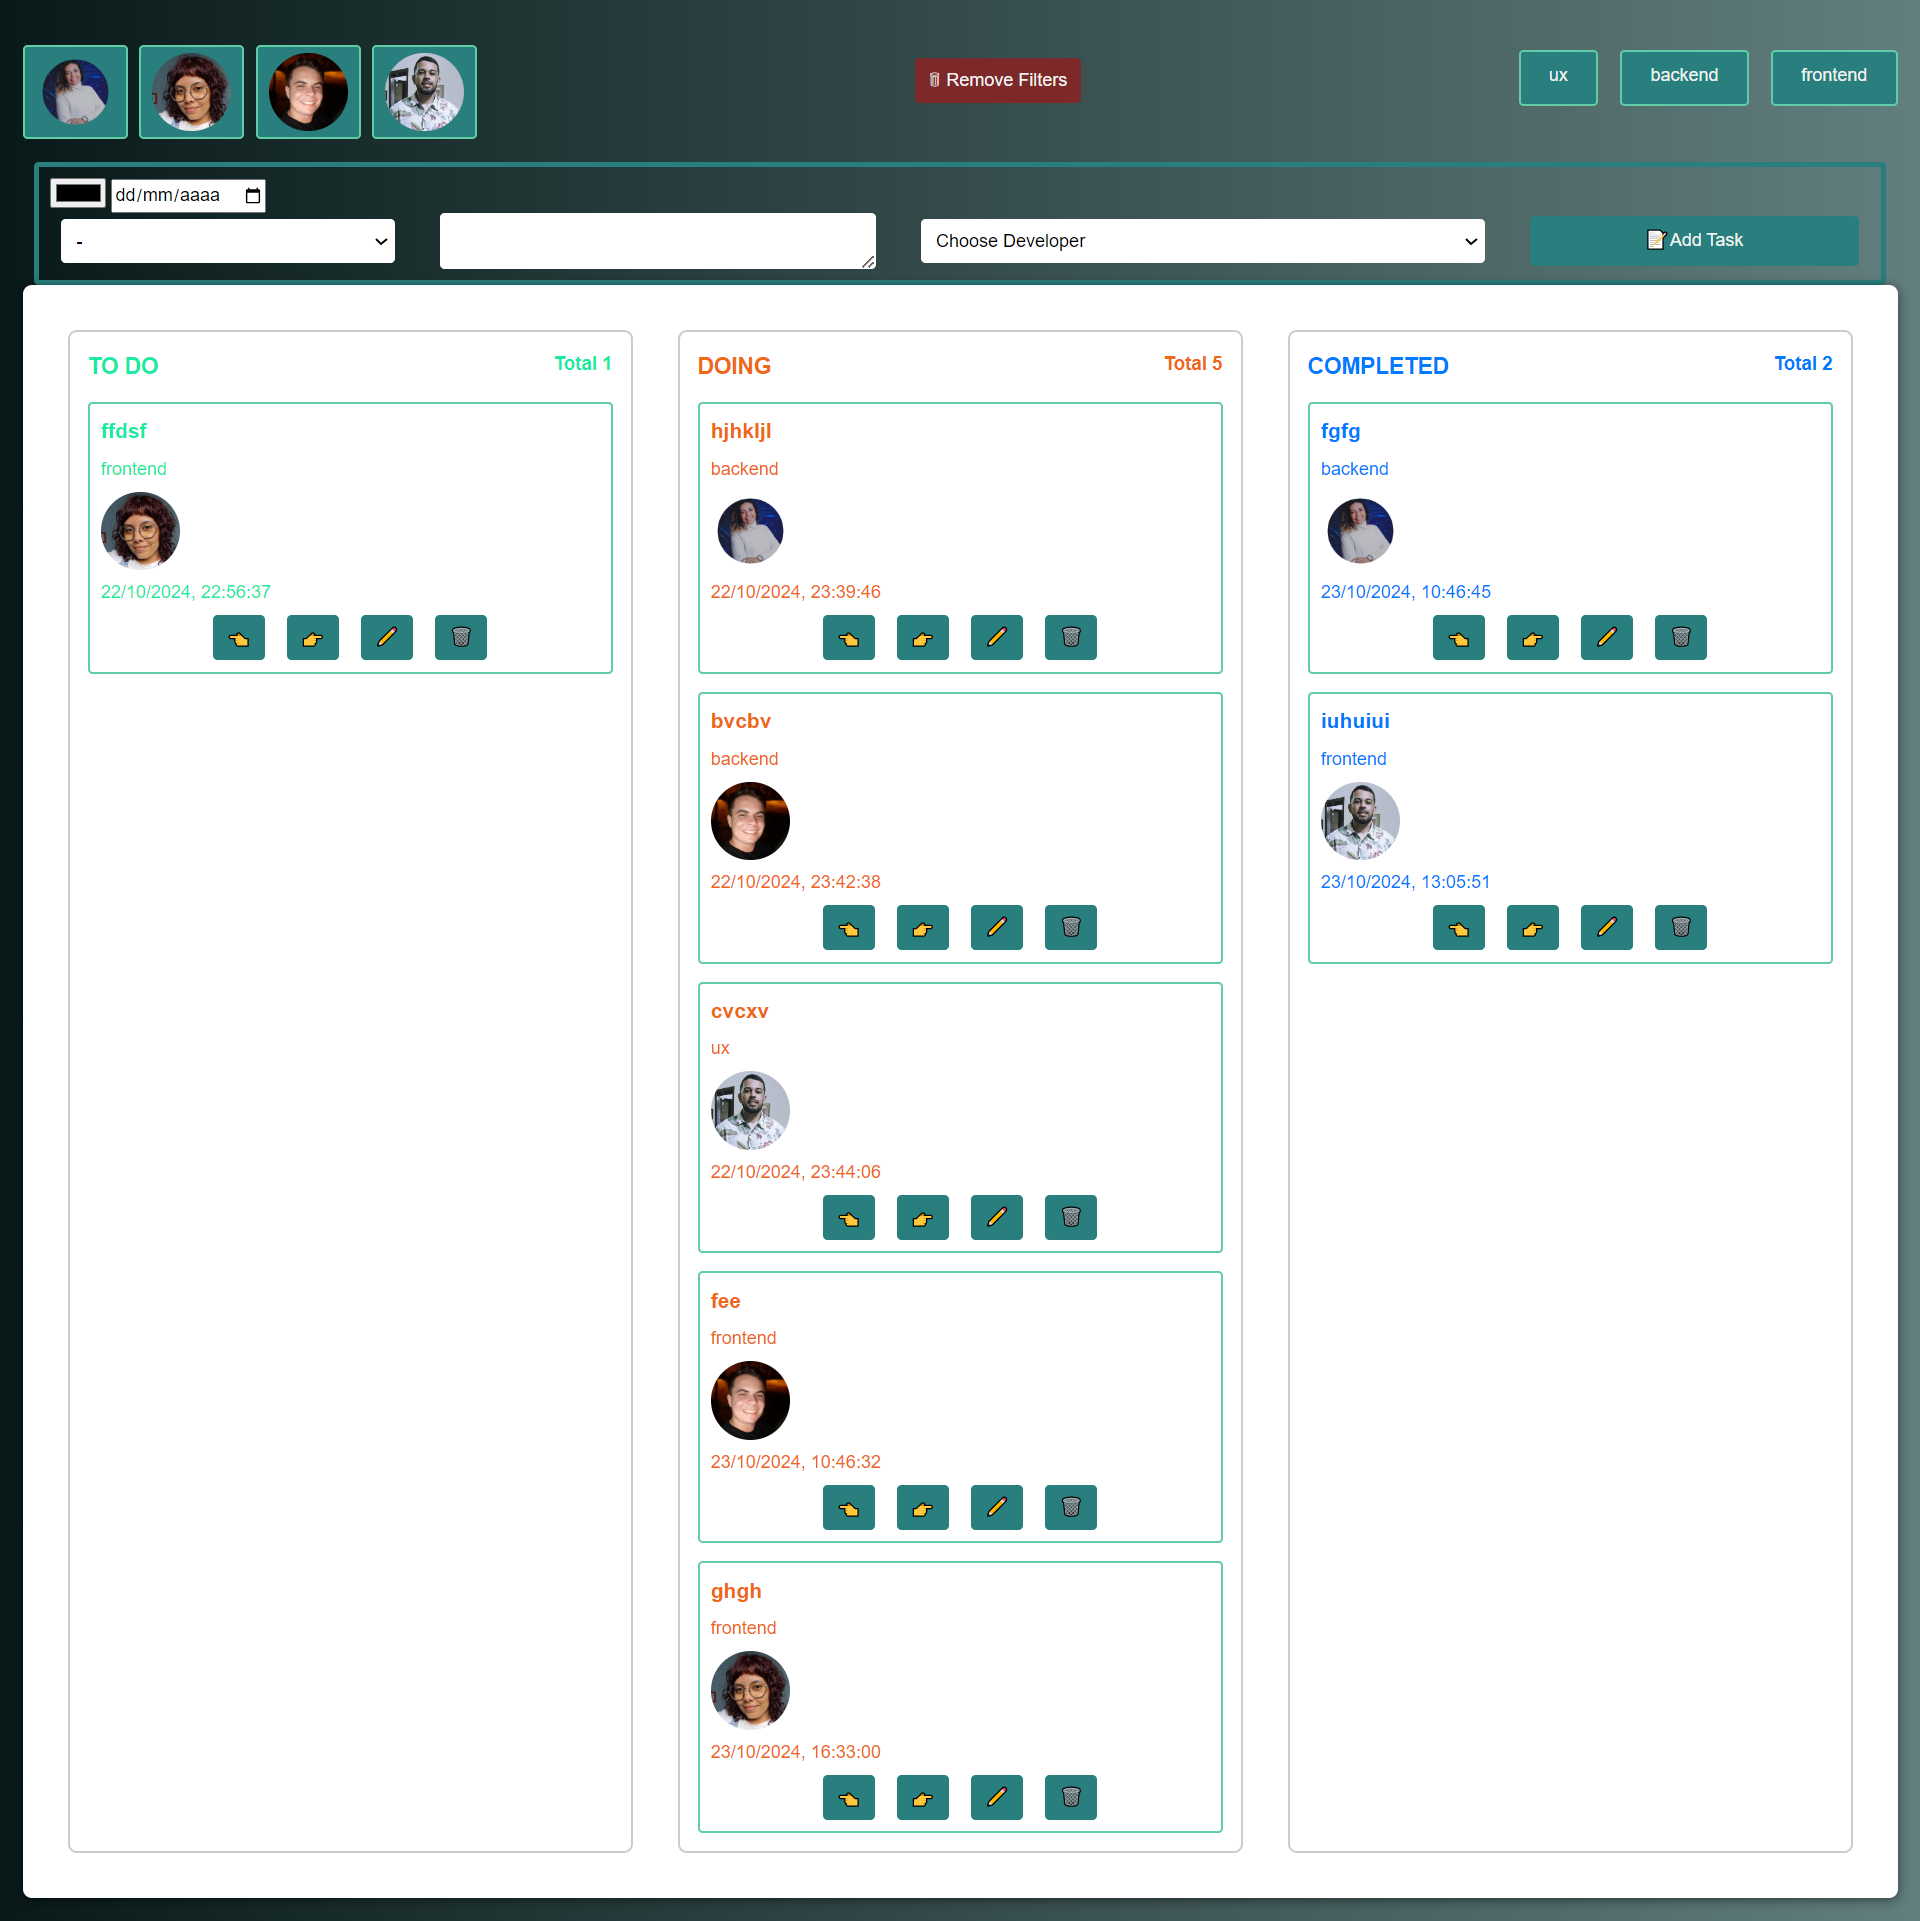 Remove Filters
ux
backend
frontend
dd/mm/aaaa
-
Choose Developer
Add Task
TO DO
Total 1
ffdsf
frontend
22/10/2024, 22:56:37
DOING
Total 5
hjhkljl
backend
22/10/2024, 23:39:46
bvcbv
backend
22/10/2024, 23:42:38
cvcxv
ux
22/10/2024, 23:44:06
fee
frontend
23/10/2024, 10:46:32
ghgh
frontend
23/10/2024, 16:33:00
COMPLETED
Total 2
fgfg
backend
23/10/2024, 10:46:45
iuhuiui
frontend
23/10/2024, 13:05:51